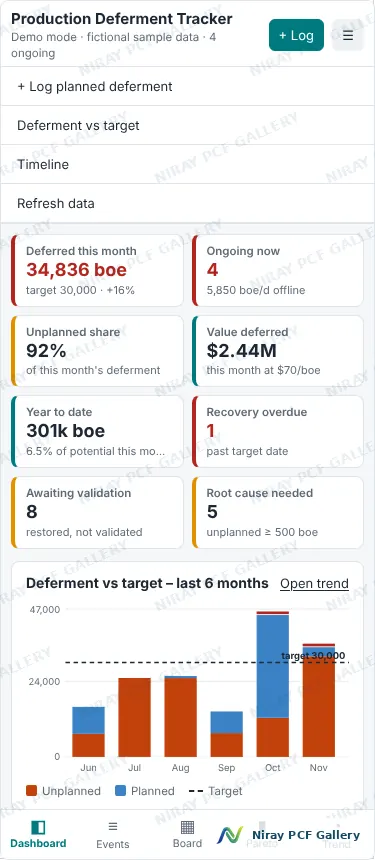 Production Deferment Tracker
Demo mode · fictional sample data · 4
ongoing
+ Log
☰
+ Log planned deferment
Deferment vs target
Timeline
Refresh data
Deferred this month
34,836 boe
target 30,000 · +16%
Ongoing now
4
5,850 boe/d offline
Unplanned share
92%
of this month's deferment
Value deferred
$2.44M
this month at $70/boe
Year to date
301k boe
6.5% of potential this mo...
Recovery overdue
1
past target date
Awaiting validation
8
restored, not validated
Root cause needed
5
unplanned ≥ 500 boe
Deferment vs target – last 6 months
Open trend
47,000
target 30,000
24,000
0
Jun Jul Aug Sep Oct Nov
Unplanned Planned Target
Dashboard
Events
Board
Pareto
Trend
Niray PCF Gallery
NIRAY PCF GALLERY